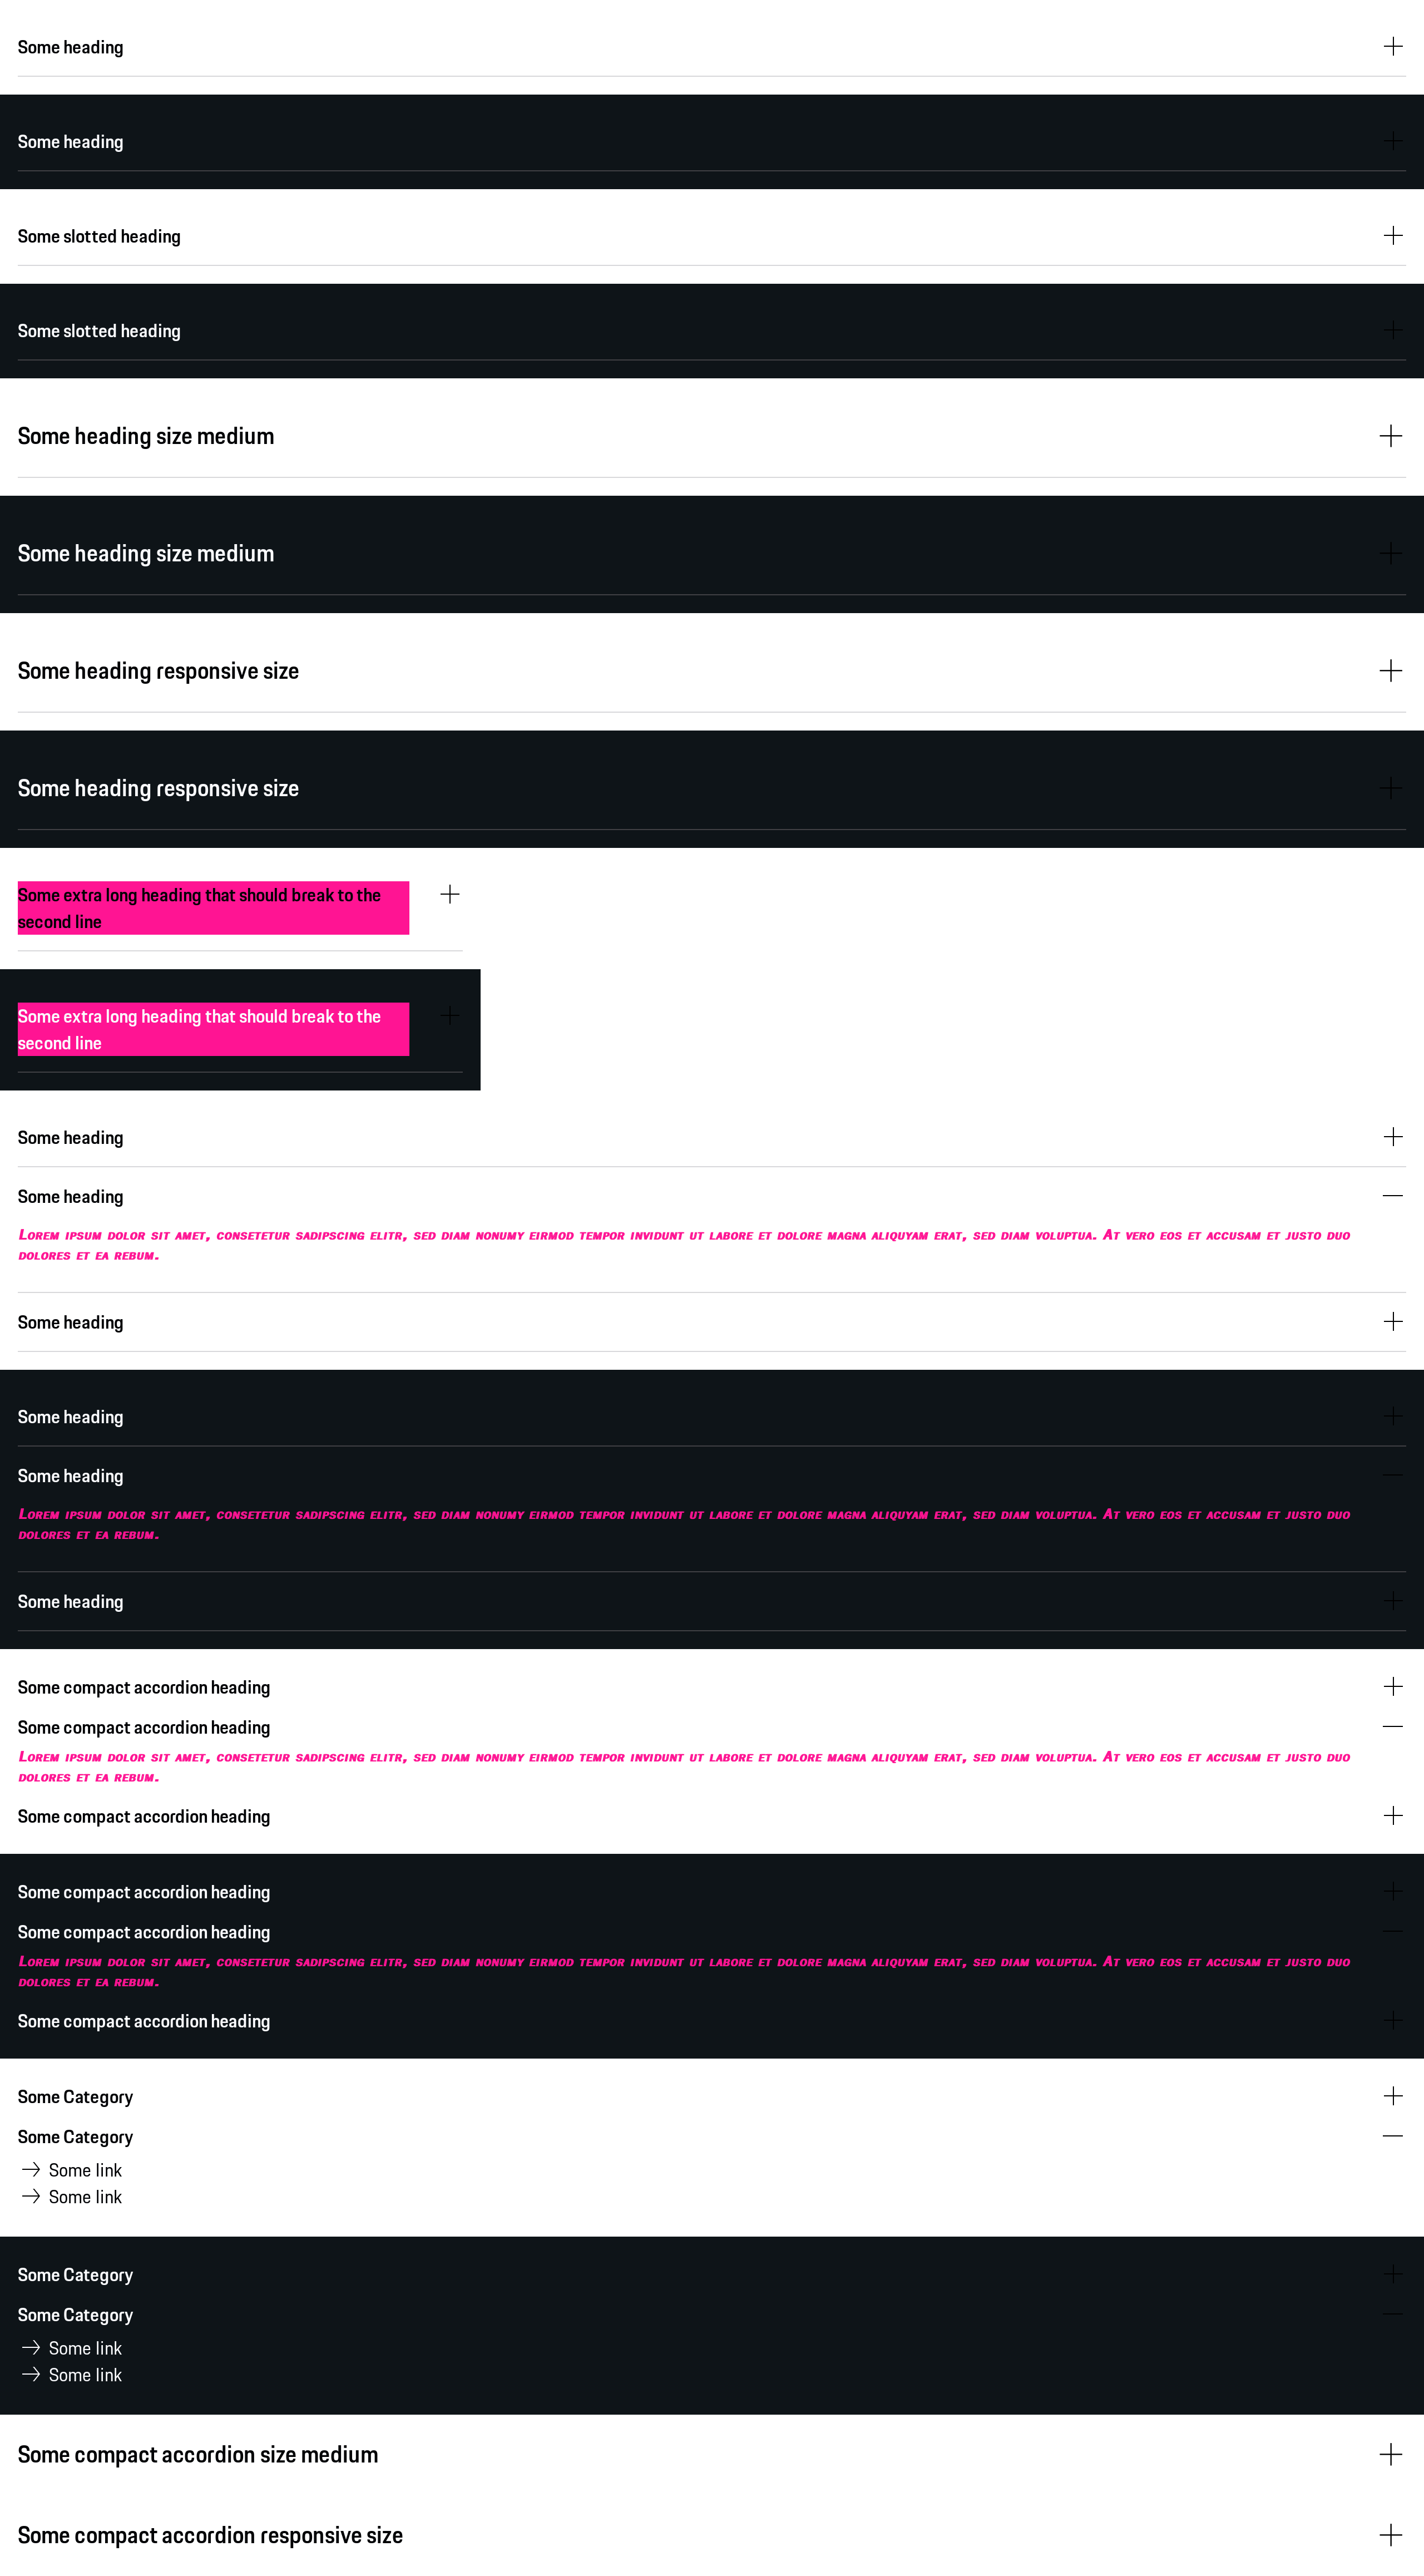 Some heading
Some heading
Some slotted heading
Some slotted heading
Some heading size medium
Some heading size medium
Some heading responsive size
Some heading responsive size
Some extra long heading that should break to the
second line
Some extra long heading that should break to the
second line
Some heading
Some heading
Lorem ipsum dolor sit amet, consetetur sadipscing elitr, sed diam nonumy eirmod tempor invidunt ut labore et dolore magna aliquyam erat, sed diam voluptua. At vero eos et accusam et justo duo
dolores et ea rebum.
Some heading
Some heading
Some heading
Lorem ipsum dolor sit amet, consetetur sadipscing elitr, sed diam nonumy eirmod tempor invidunt ut labore et dolore magna aliquyam erat, sed diam voluptua. At vero eos et accusam et justo duo
dolores et ea rebum.
Some heading
Some compact accordion heading
Some compact accordion heading
Lorem ipsum dolor sit amet, consetetur sadipscing elitr, sed diam nonumy eirmod tempor invidunt ut labore et dolore magna aliquyam erat, sed diam voluptua. At vero eos et accusam et justo duo
dolores et ea rebum.
Some compact accordion heading
Some compact accordion heading
Some compact accordion heading
Lorem ipsum dolor sit amet, consetetur sadipscing elitr, sed diam nonumy eirmod tempor invidunt ut labore et dolore magna aliquyam erat, sed diam voluptua. At vero eos et accusam et justo duo
dolores et ea rebum.
Some compact accordion heading
Some Category
Some Category
Some link
Some link
Some Category
Some Category
Some link
Some link
Some compact accordion size medium
Some compact accordion responsive size